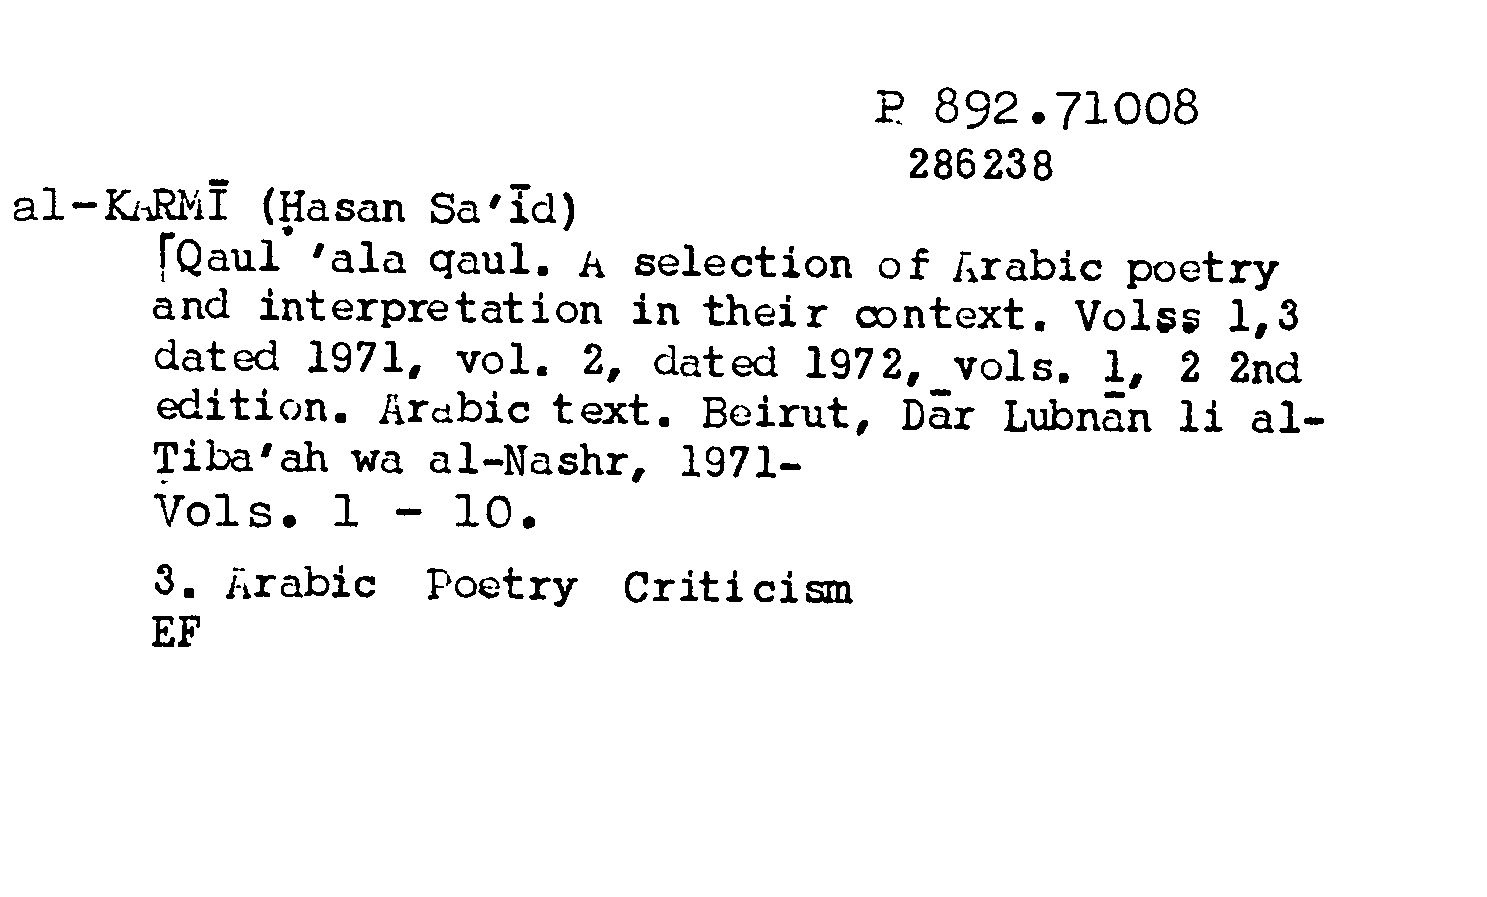 P 892.71008
286238
al-KARMĪ (Ḥasan Sa'īd)
[Qaul 'ala qaul. A selection of Arabic poetry
and interpretation in their context. Volss 1,3
dated 1971, vol. 2, dated 1972, vols. 1, 2 2nd
edition. Arabic text. Beirut, Dār Lubnān li al-
Ṭiba'ah wa al-Nashr, 1971-
Vols. 1 - 10.
3. Arabic Poetry Criticism
EF